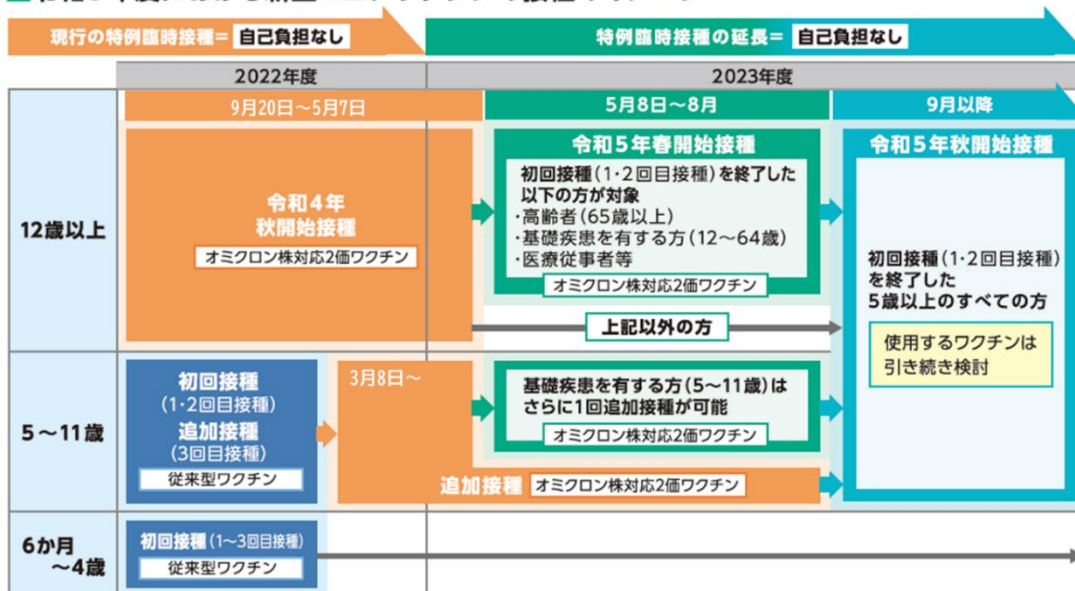 現行の特例臨時接種＝ 自己負担なし
特例臨時接種の延長＝ 自己負担なし
2022年度
2023年度
9月20日～5月7日
5月8日～8月
9月以降
12歳以上
令和4年
秋開始接種
オミクロン株対応2価ワクチン
令和5年春開始接種
初回接種（1・2回目接種）を終了した
以下の方が対象
・高齢者（65歳以上）
・基礎疾患を有する方（12～64歳）
・医療従事者等
オミクロン株対応2価ワクチン
上記以外の方
令和5年秋開始接種
初回接種（1・2回目接種）
を終了した
5歳以上のすべての方
使用するワクチンは
引き続き検討
5～11歳
初回接種
（1・2回目接種）
追加接種
（3回目接種）
従来型ワクチン
3月8日～
基礎疾患を有する方（5～11歳）は
さらに1回追加接種が可能
オミクロン株対応2価ワクチン
追加接種 オミクロン株対応2価ワクチン
6か月
～4歳
初回接種（1～3回目接種）
従来型ワクチン